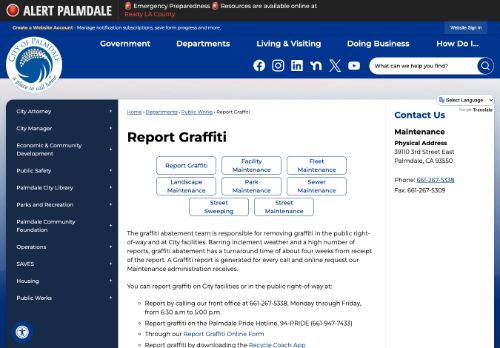 ALERT PALMDALE
🚨 Emergency Preparedness 🚨 Resources are available online at
Ready LA County.
Create a Website Account - Manage notification subscriptions, save form progress and more.
Website Sign In
CITY OF PALMDALE
a place to call home
Government
Departments
Living & Visiting
Doing Business
How Do I...
What can we help you find?
Select Language
Google Translate
City Attorney +
City Manager +
Economic & Community
Development +
Public Safety +
Palmdale City Library +
Parks and Recreation +
Palmdale Community
Foundation +
Operations +
SAVES +
Housing +
Public Works +
Home › Departments › Public Works › Report Graffiti
Report Graffiti
Report Graffiti
Facility
Maintenance
Fleet
Maintenance
Landscape
Maintenance
Park
Maintenance
Sewer
Maintenance
Street
Sweeping
Street
Maintenance
The graffiti abatement team is responsible for removing graffiti in the public right-
of-way and at City facilities. Barring inclement weather and a high number of
reports, graffiti abatement has a turnaround time of about four weeks from receipt
of the report. A Graffiti report is generated for every call and online request our
Maintenance administration receives.
You can report graffiti on City facilities or in the public right-of-way at:
• Report by calling our front office at 661-267-5338, Monday through Friday,
from 6:30 am to 5:00 p.m.
• Report graffiti on the Palmdale Pride Hotline, 94-PRIDE (661-947-7433)
• Through our Report Graffiti Online Form
• Report graffiti by downloading the Recycle Coach App
Contact Us
Maintenance
Physical Address
39110 3rd Street East
Palmdale, CA 93550
Phone: 661-267-5338
Fax: 661-267-5309